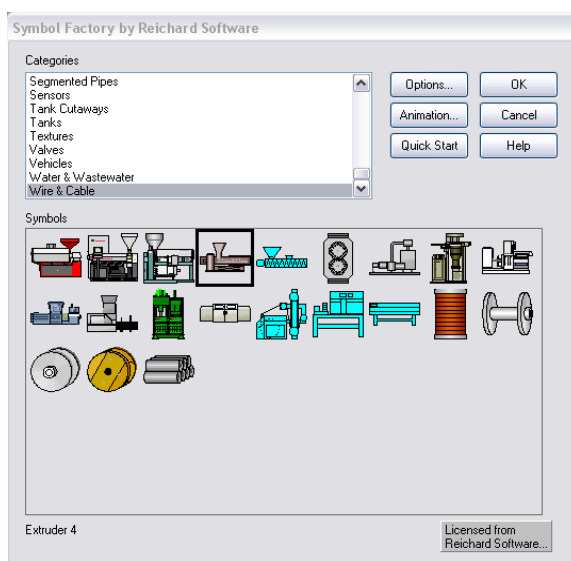 Symbol Factory by Reichard Software
Categories
Segmented Pipes
Sensors
Tank Cutaways
Tanks
Textures
Valves
Vehicles
Water & Wastewater
Wire & Cable
Options...
OK
Animation...
Cancel
Quick Start
Help
Symbols
Extruder 4
Licensed from
Reichard Software...